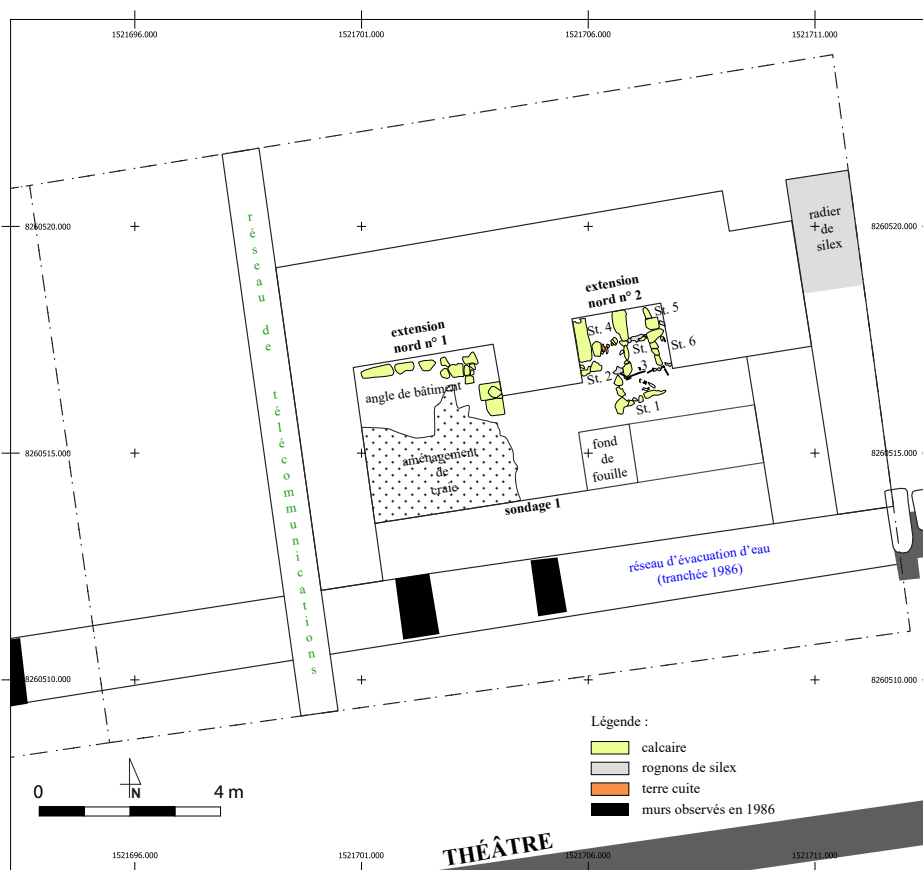 1521696.000
1521701.000
1521706.000
1521711.000
8260520.000
8260520.000
radier
de
silex
réseau de télécommunications
extension
nord n° 2
St. 5
St. 4
St. 6
St.
3
St. 2
St. 1
extension
nord n° 1
angle de bâtiment
aménagement
de
craie
fond
de
fouille
8260515.000
8260515.000
sondage 1
réseau d'évacuation d'eau
(tranchée 1986)
8260510.000
8260510.000
Légende :
calcaire
rognons de silex
terre cuite
murs observés en 1986
N
0 4 m
THÉÂTRE
1521696.000
1521701.000
1521706.000
1521711.000